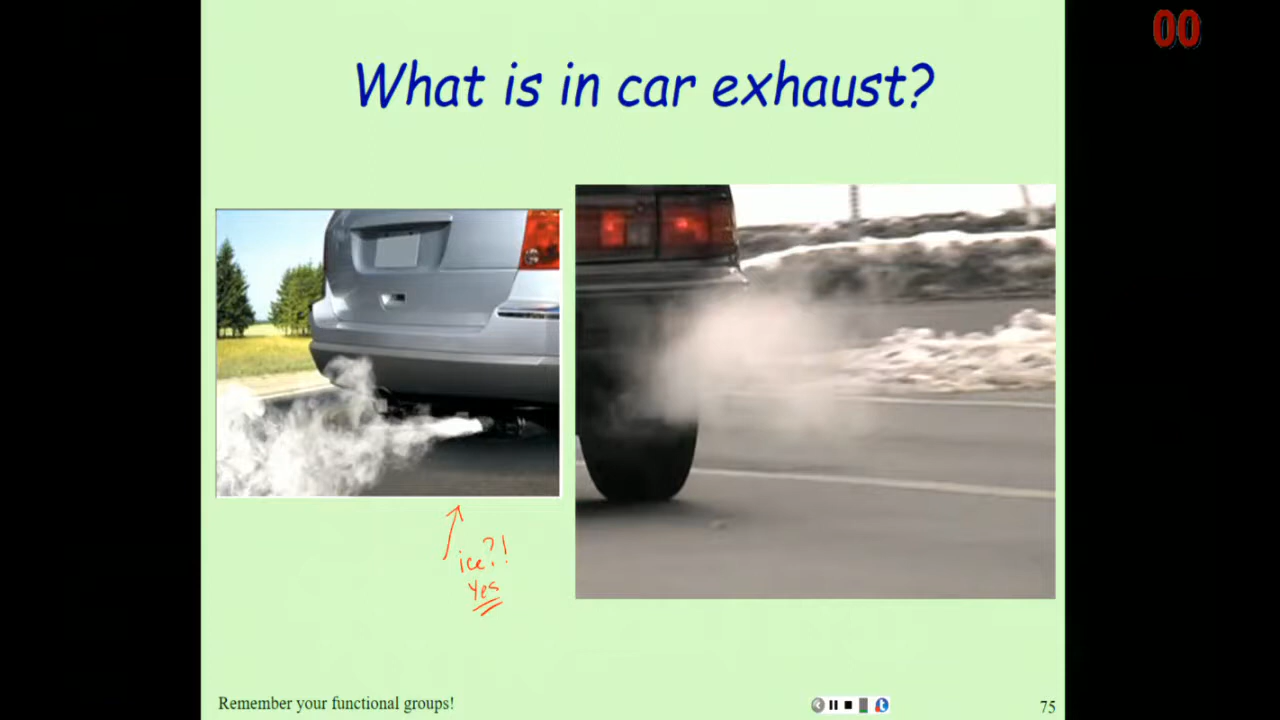 00
What is in car exhaust?
ice?!
Yes
Remember your functional groups!
75